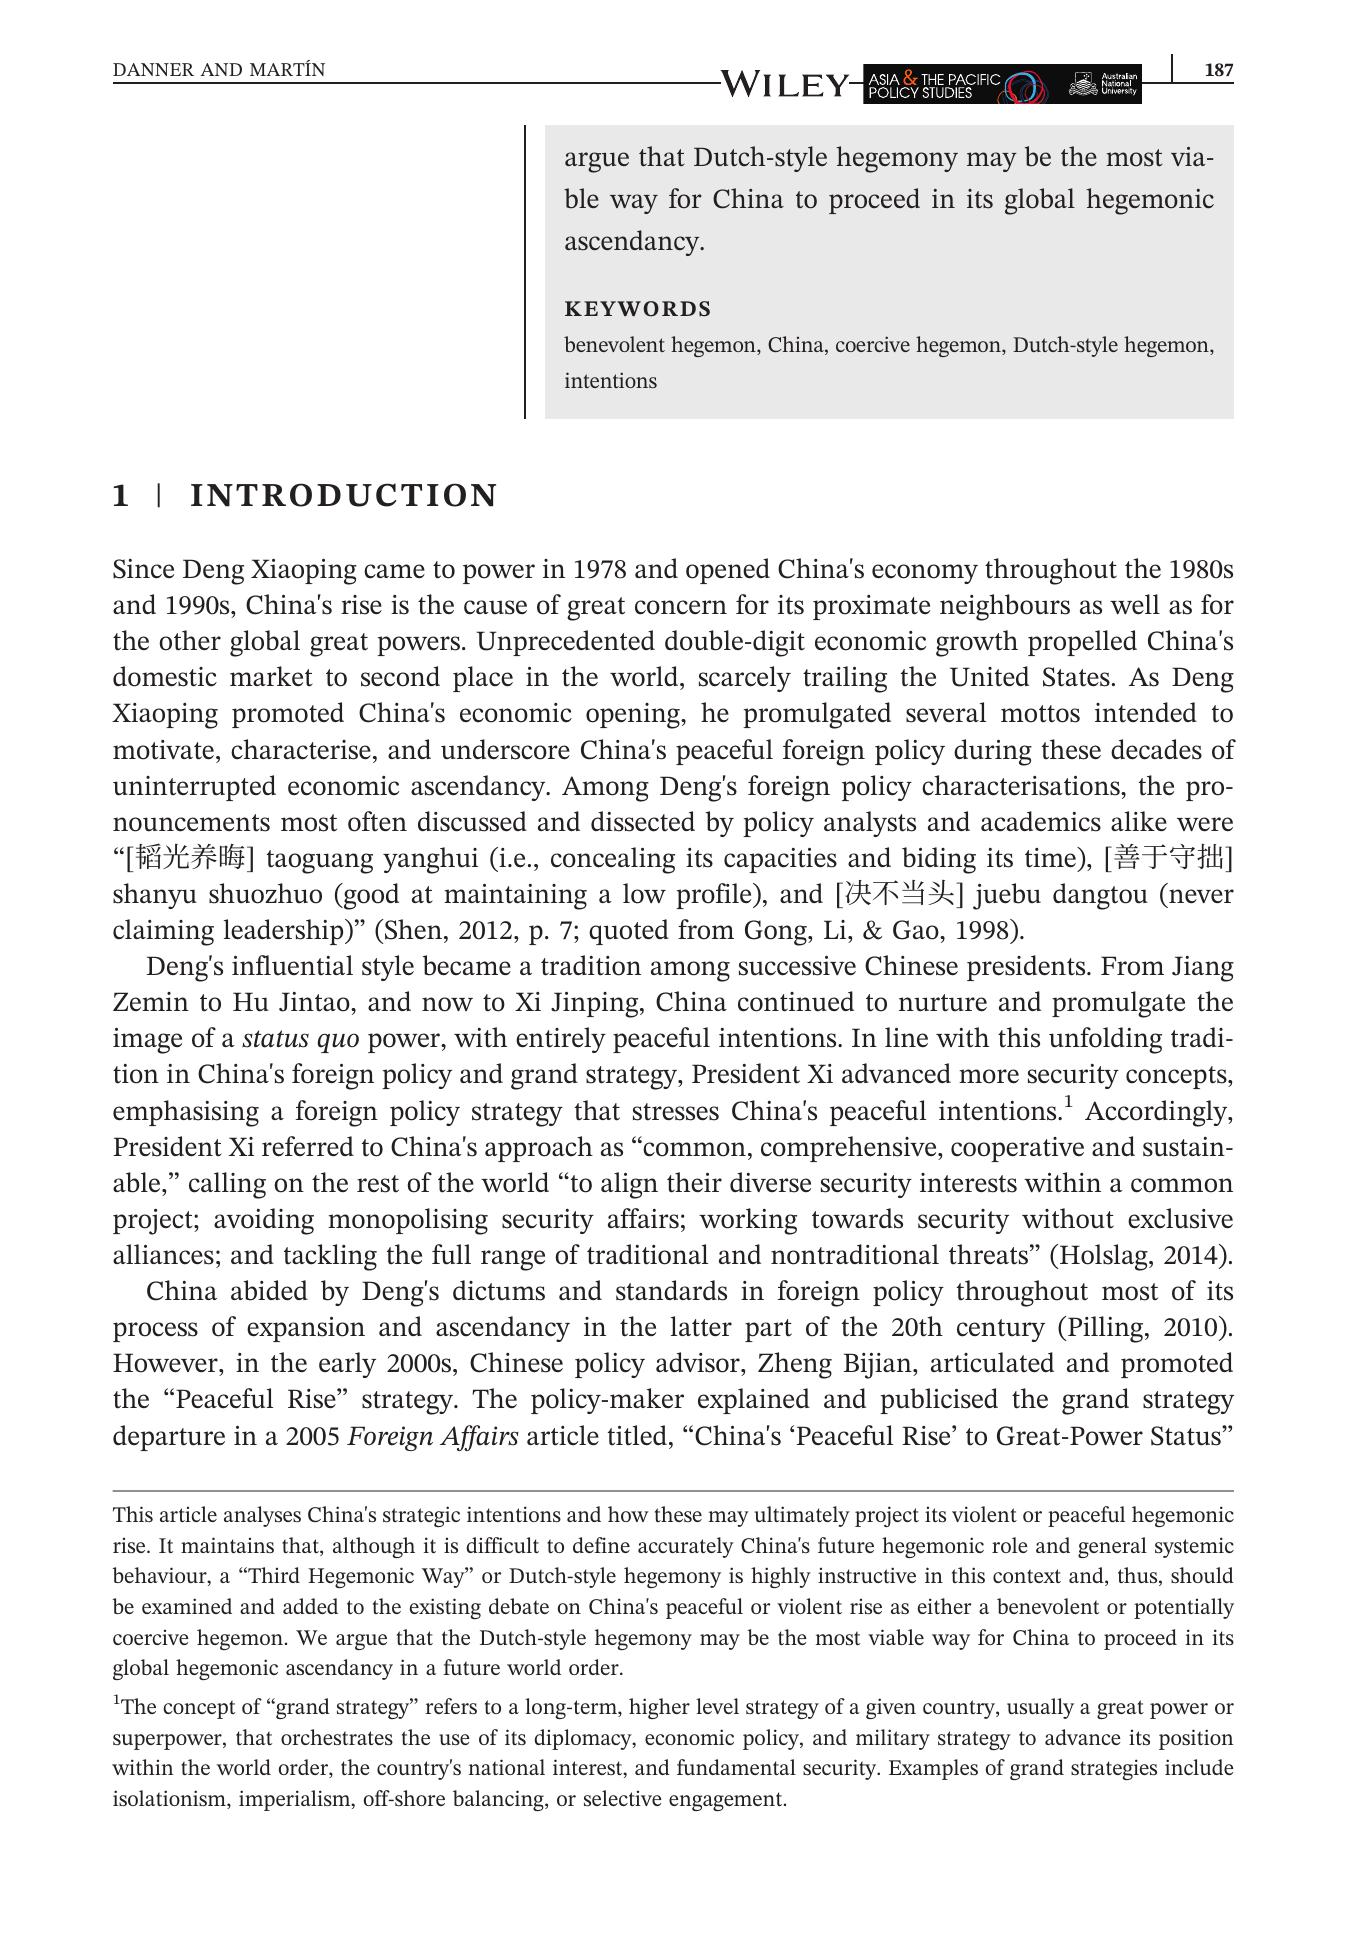 DANNER AND MARTÍN
WILEY
ASIA & THE PACIFIC
POLICY STUDIES
Australian
National
University
187
argue that Dutch-style hegemony may be the most via-
ble way for China to proceed in its global hegemonic
ascendancy.
KEYWORDS
benevolent hegemon, China, coercive hegemon, Dutch-style hegemon,
intentions
1 | INTRODUCTION
Since Deng Xiaoping came to power in 1978 and opened China's economy throughout the 1980s
and 1990s, China's rise is the cause of great concern for its proximate neighbours as well as for
the other global great powers. Unprecedented double-digit economic growth propelled China's
domestic market to second place in the world, scarcely trailing the United States. As Deng
Xiaoping promoted China's economic opening, he promulgated several mottos intended to
motivate, characterise, and underscore China's peaceful foreign policy during these decades of
uninterrupted economic ascendancy. Among Deng's foreign policy characterisations, the pro-
nouncements most often discussed and dissected by policy analysts and academics alike were
“[韬光养晦] taoguang yanghui (i.e., concealing its capacities and biding its time), [善于守拙]
shanyu shuozhuo (good at maintaining a low profile), and [决不当头] juebu dangtou (never
claiming leadership)” (Shen, 2012, p. 7; quoted from Gong, Li, & Gao, 1998).
Deng's influential style became a tradition among successive Chinese presidents. From Jiang
Zemin to Hu Jintao, and now to Xi Jinping, China continued to nurture and promulgate the
image of a status quo power, with entirely peaceful intentions. In line with this unfolding tradi-
tion in China's foreign policy and grand strategy, President Xi advanced more security concepts,
emphasising a foreign policy strategy that stresses China's peaceful intentions.1 Accordingly,
President Xi referred to China's approach as “common, comprehensive, cooperative and sustain-
able,” calling on the rest of the world “to align their diverse security interests within a common
project; avoiding monopolising security affairs; working towards security without exclusive
alliances; and tackling the full range of traditional and nontraditional threats” (Holslag, 2014).
China abided by Deng's dictums and standards in foreign policy throughout most of its
process of expansion and ascendancy in the latter part of the 20th century (Pilling, 2010).
However, in the early 2000s, Chinese policy advisor, Zheng Bijian, articulated and promoted
the “Peaceful Rise” strategy. The policy-maker explained and publicised the grand strategy
departure in a 2005 Foreign Affairs article titled, “China's ‘Peaceful Rise’ to Great-Power Status”
This article analyses China's strategic intentions and how these may ultimately project its violent or peaceful hegemonic
rise. It maintains that, although it is difficult to define accurately China's future hegemonic role and general systemic
behaviour, a “Third Hegemonic Way” or Dutch-style hegemony is highly instructive in this context and, thus, should
be examined and added to the existing debate on China's peaceful or violent rise as either a benevolent or potentially
coercive hegemon. We argue that the Dutch-style hegemony may be the most viable way for China to proceed in its
global hegemonic ascendancy in a future world order.
1The concept of “grand strategy” refers to a long-term, higher level strategy of a given country, usually a great power or
superpower, that orchestrates the use of its diplomacy, economic policy, and military strategy to advance its position
within the world order, the country's national interest, and fundamental security. Examples of grand strategies include
isolationism, imperialism, off-shore balancing, or selective engagement.